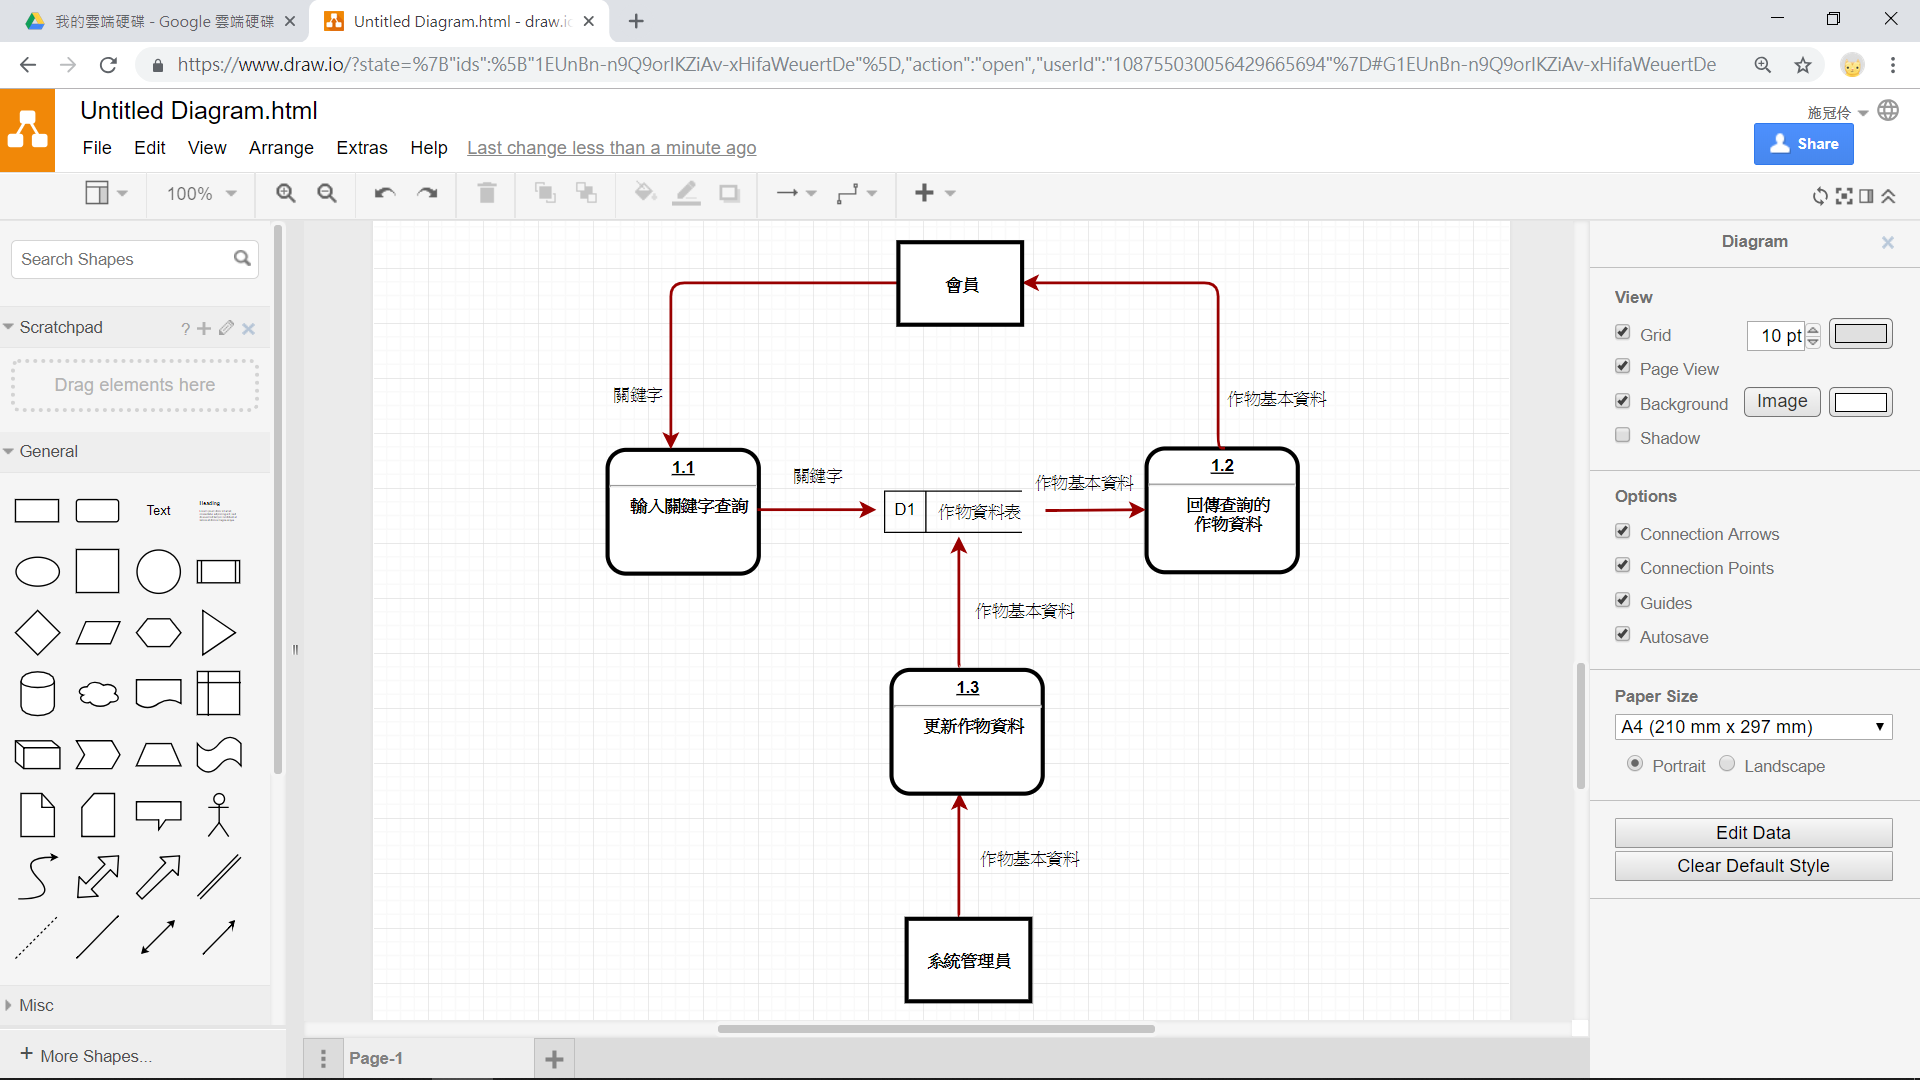 我的雲端硬碟 - Google 雲端硬碟
Untitled Diagram.html - draw.io
https://www.draw.io/?state=%7B"ids":%5B"1EUnBn-n9Q9orIKZiAv-xHifaWeuertDe"%5D,"action":"open","userId":"108755030056429665694"%7D#G1EUnBn-n9Q9orIKZiAv-xHifaWeuertDe
Untitled Diagram.html
施冠伶
File Edit View Arrange Extras Help Last change less than a minute ago
Share
100%
Search Shapes
Scratchpad
?
Drag elements here
General
Text
Heading
Misc
+ More Shapes...
會員
關鍵字
作物基本資料
1.1
輸入關鍵字查詢
關鍵字
D1
作物資料表
作物基本資料
1.2
回傳查詢的
作物資料
作物基本資料
1.3
更新作物資料
作物基本資料
系統管理員
Page-1
Diagram
View
Grid
10 pt
Page View
Background
Image
Shadow
Options
Connection Arrows
Connection Points
Guides
Autosave
Paper Size
A4 (210 mm x 297 mm)
Portrait
Landscape
Edit Data
Clear Default Style